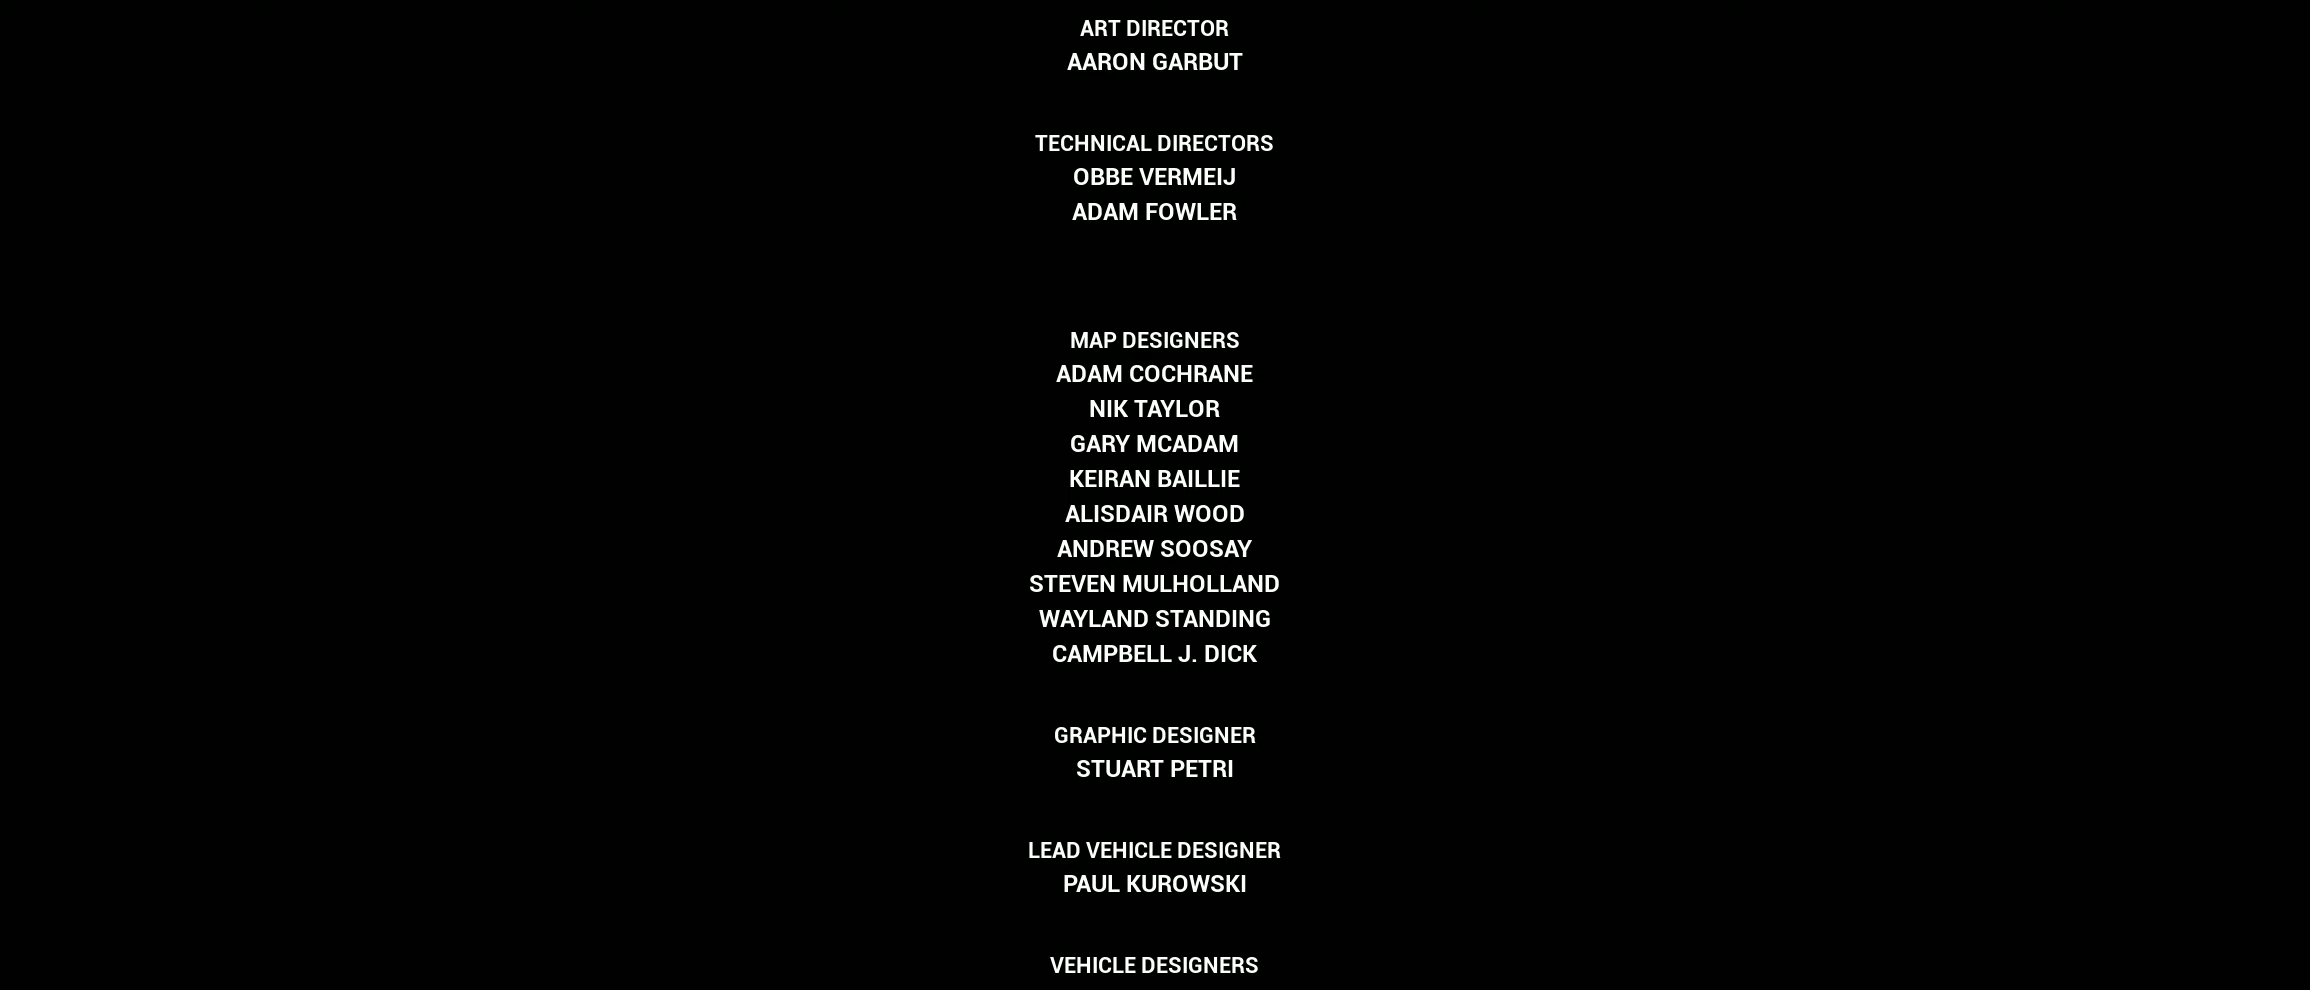 ART DIRECTOR
AARON GARBUT
TECHNICAL DIRECTORS
OBBE VERMEIJ
ADAM FOWLER
MAP DESIGNERS
ADAM COCHRANE
NIK TAYLOR
GARY MCADAM
KEIRAN BAILLIE
ALISDAIR WOOD
ANDREW SOOSAY
STEVEN MULHOLLAND
WAYLAND STANDING
CAMPBELL J. DICK
GRAPHIC DESIGNER
STUART PETRI
LEAD VEHICLE DESIGNER
PAUL KUROWSKI
VEHICLE DESIGNERS